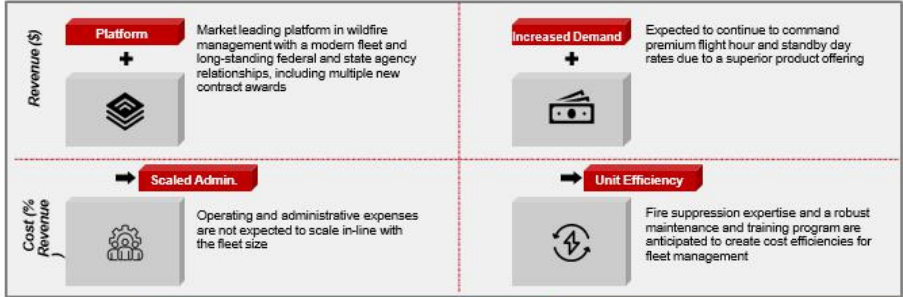 Revenue ($)
Platform
+
Market leading platform in wildfire
management with a modern fleet and
long-standing federal and state agency
relationships, including multiple new
contract awards
Increased Demand
+
Expected to continue to command
premium flight hour and standby day
rates due to a superior product offering
Cost (%
Revenue
)
Scaled Admin.
Operating and administrative expenses
are not expected to scale in-line with
the fleet size
Unit Efficiency
Fire suppression expertise and a robust
maintenance and training program are
anticipated to create cost efficiencies for
fleet management